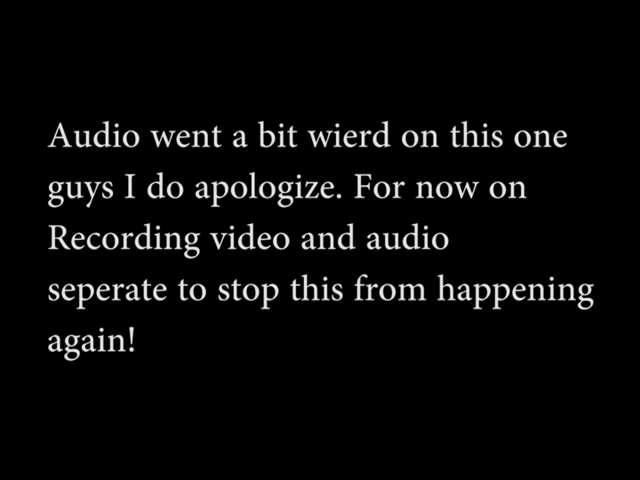 Audio went a bit wierd on this one
guys I do apologize. For now on
Recording video and audio
seperate to stop this from happening
again!